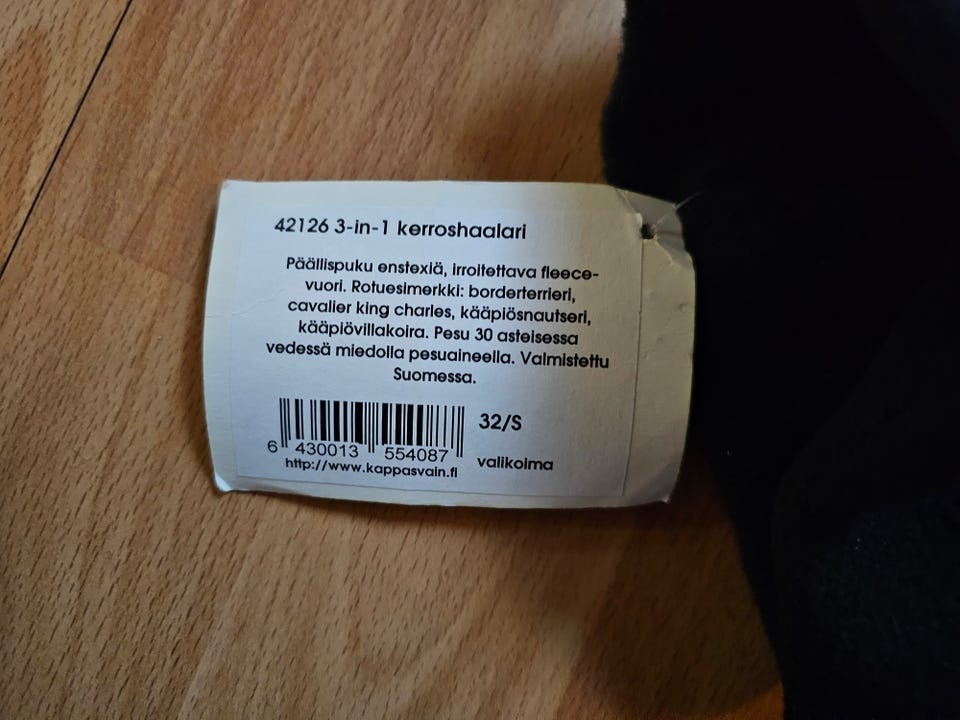 42126 3-in-1 kerroshaalari
Päällispuku enstexiä, irroitettava fleece-
vuori. Rotuesimerkki: borderterrieri,
cavalier king charles, kääpiösnautseri,
kääpiövillakoira. Pesu 30 asteisessa
vedessä miedolla pesuaineella. Valmistettu
Suomessa.
32/S
6 430013 554087
http://www.kappasvain.fi
valikoima